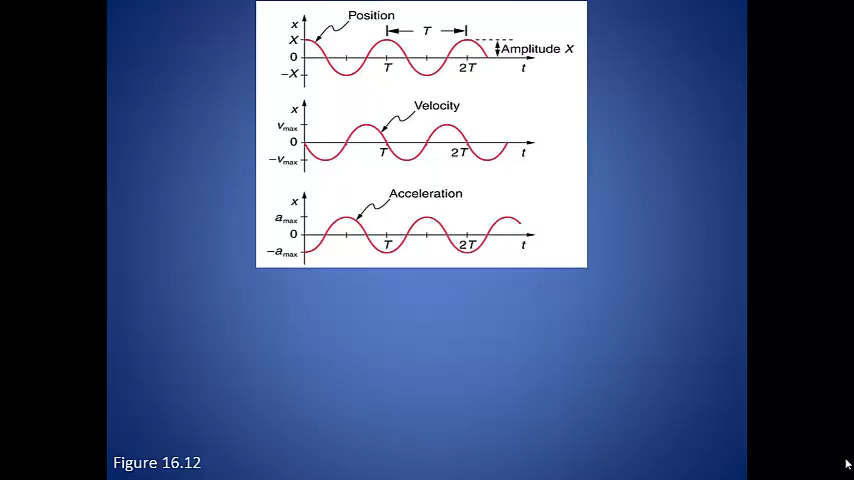 Position
x
X
T
Amplitude X
0
−X
T
2T
t
Velocity
x
vmax
0
T
2T
t
−vmax
Acceleration
x
amax
0
T
2T
t
−amax
Figure 16.12